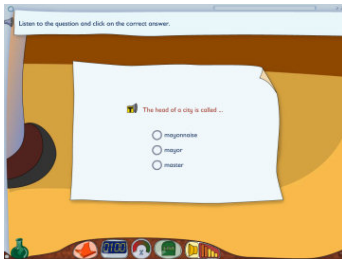 Listen to the question and click on the correct answer.
The head of a city is called ...
mayonnaise
mayor
master